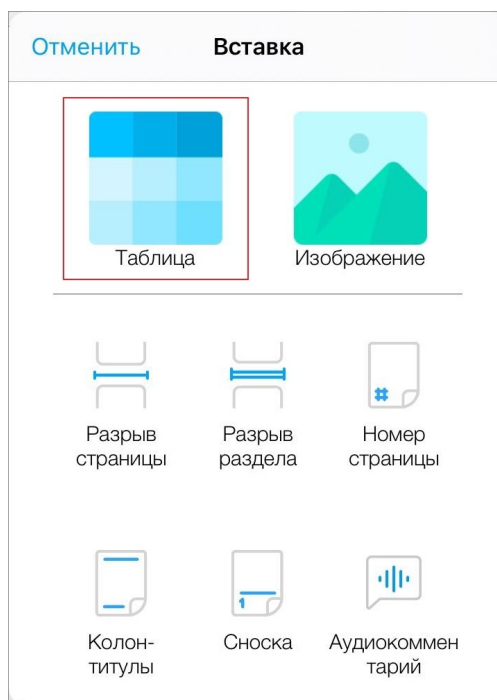 Отменить Вставка
Таблица Изображение
Разрыв Разрыв Номер
страницы раздела страницы
Колон- Сноска Аудиокоммен
титулы тарий